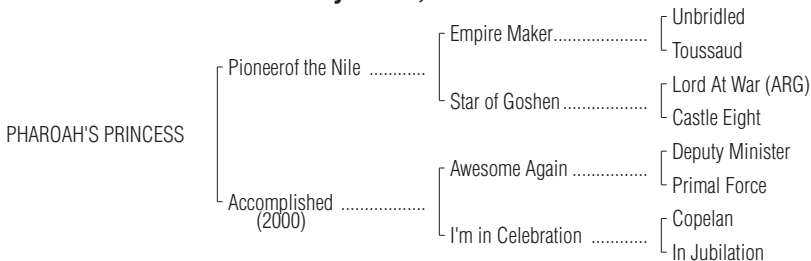 Unbridled
Empire Maker....................
Toussaud
Pioneerof the Nile ............
Lord At War (ARG)
Star of Goshen..................
Castle Eight
PHAROAH'S PRINCESS
Deputy Minister
Awesome Again ................
Primal Force
Accomplished ...................
(2000)
Copelan
I'm in Celebration ............
In Jubilation